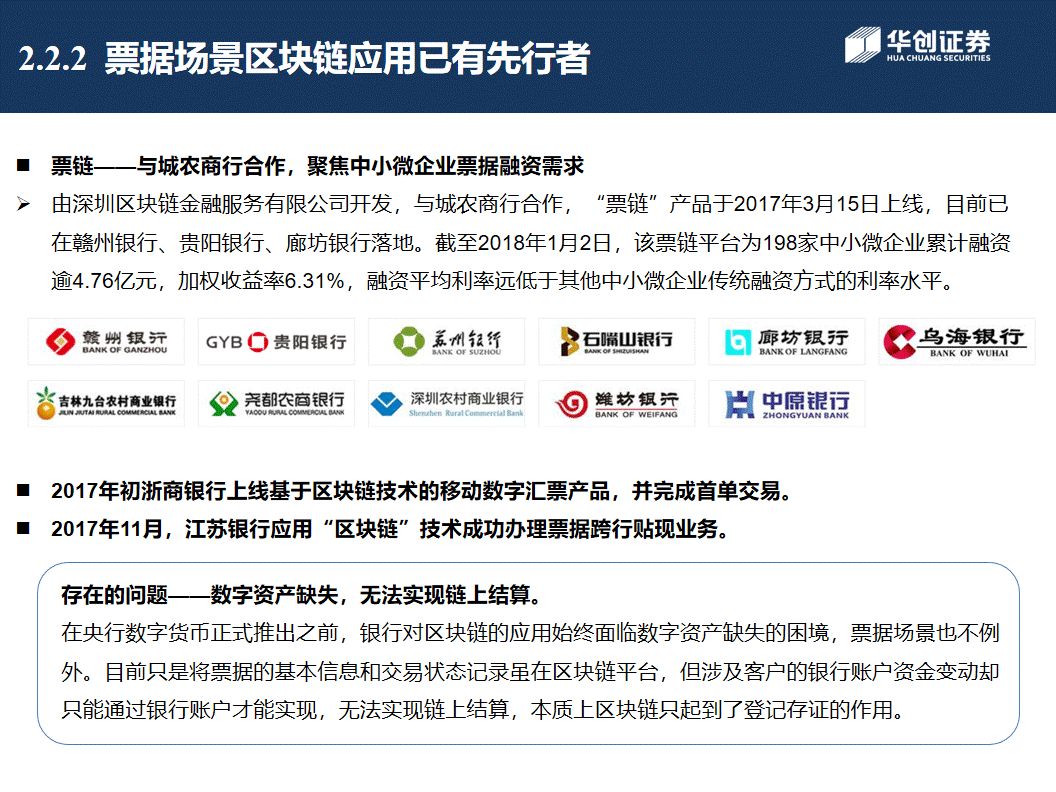 2.2.2 票据场景区块链应用已有先行者
华创证券
HUA CHUANG SECURITIES
■ 票链——与城农商行合作，聚焦中小微企业票据融资需求
➢ 由深圳区块链金融服务有限公司开发，与城农商行合作，“票链”产品于2017年3月15日上线，目前已
在赣州银行、贵阳银行、廊坊银行落地。截至2018年1月2日，该票链平台为198家中小微企业累计融资
逾4.76亿元，加权收益率6.31%，融资平均利率远低于其他中小微企业传统融资方式的利率水平。
赣州银行
BANK OF GANZHOU
GYB 贵阳银行
苏州银行
BANK OF SUZHOU
石嘴山银行
BANK OF SHIZUISHAN
廊坊银行
BANK OF LANGFANG
乌海银行
BANK OF WUHAI
吉林九台农村商业银行
JILIN JIUTAI RURAL COMMERCIAL BANK
尧都农商银行
YAODU RURAL COMMERCIAL BANK
深圳农村商业银行
Shenzhen Rural Commercial Bank
潍坊银行
BANK OF WEIFANG
中原银行
ZHONGYUAN BANK
■ 2017年初浙商银行上线基于区块链技术的移动数字汇票产品，并完成首单交易。
■ 2017年11月，江苏银行应用“区块链”技术成功办理票据跨行贴现业务。
存在的问题——数字资产缺失，无法实现链上结算。
在央行数字货币正式推出之前，银行对区块链的应用始终面临数字资产缺失的困境，票据场景也不例
外。目前只是将票据的基本信息和交易状态记录虽在区块链平台，但涉及客户的银行账户资金变动却
只能通过银行账户才能实现，无法实现链上结算，本质上区块链只起到了登记存证的作用。